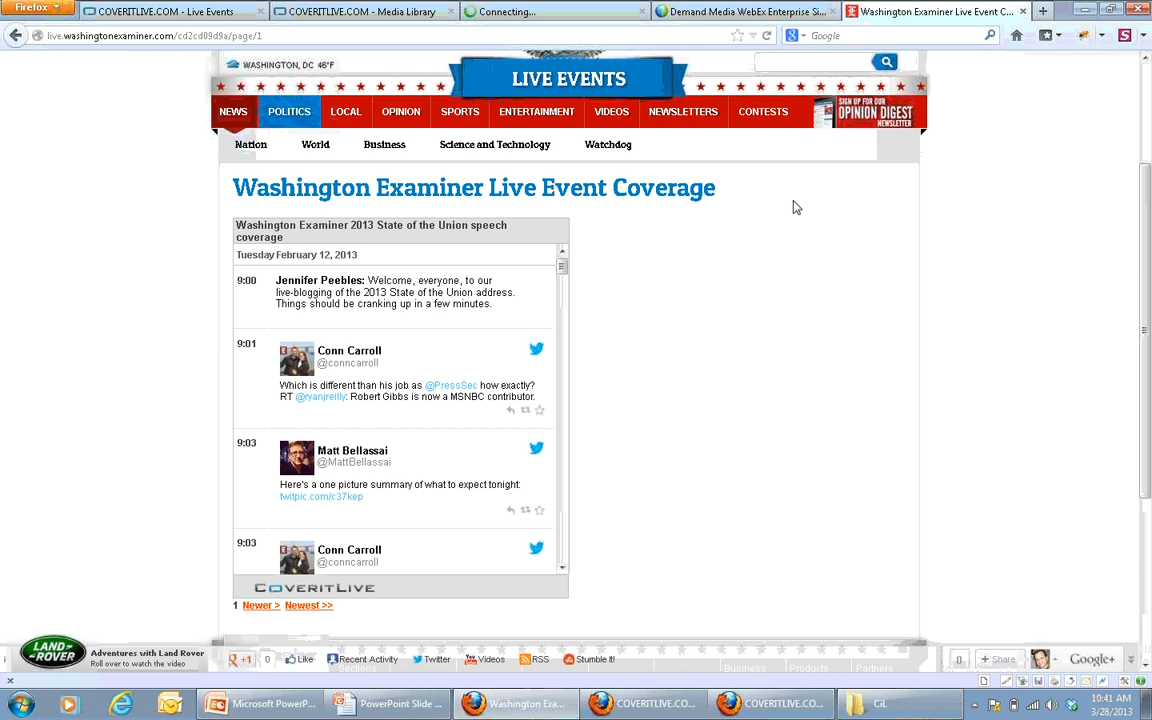 Firefox
COVERITLIVE.COM - Live Events
COVERITLIVE.COM - Media Library
Connecting...
Demand Media WebEx Enterprise Si...
Washington Examiner Live Event C...
live.washingtonexaminer.com/cd2cd09d9a/page/1
Google
WASHINGTON, DC 46°F
LIVE EVENTS
NEWS POLITICS LOCAL OPINION SPORTS ENTERTAINMENT VIDEOS NEWSLETTERS CONTESTS
SIGN UP FOR OUR
OPINION DIGEST
NEWSLETTER
Nation World Business Science and Technology Watchdog
Washington Examiner Live Event Coverage
Washington Examiner 2013 State of the Union speech
coverage
Tuesday February 12, 2013
9:00 Jennifer Peebles: Welcome, everyone, to our
live-blogging of the 2013 State of the Union address.
Things should be cranking up in a few minutes.
9:01 Conn Carroll
@conncarroll
Which is different than his job as @PressSec how exactly?
RT @ryanjreilly: Robert Gibbs is now a MSNBC contributor.
9:03 Matt Bellassai
@MattBellassai
Here's a one picture summary of what to expect tonight:
twitpic.com/c37kep
9:03 Conn Carroll
@conncarroll
COVERITLIVE
1 Newer > Newest >>
LAND-
ROVER
Adventures with Land Rover
Roll over to watch the video
+1 0 Like Recent Activity Twitter Videos RSS Stumble It!
0 + Share Google+
Sections Business Products Partners
Microsoft PowerP... PowerPoint Slide ... Washington Exa... COVERITLIVE.CO... COVERITLIVE.CO... CiL
10:41 AM
3/28/2013